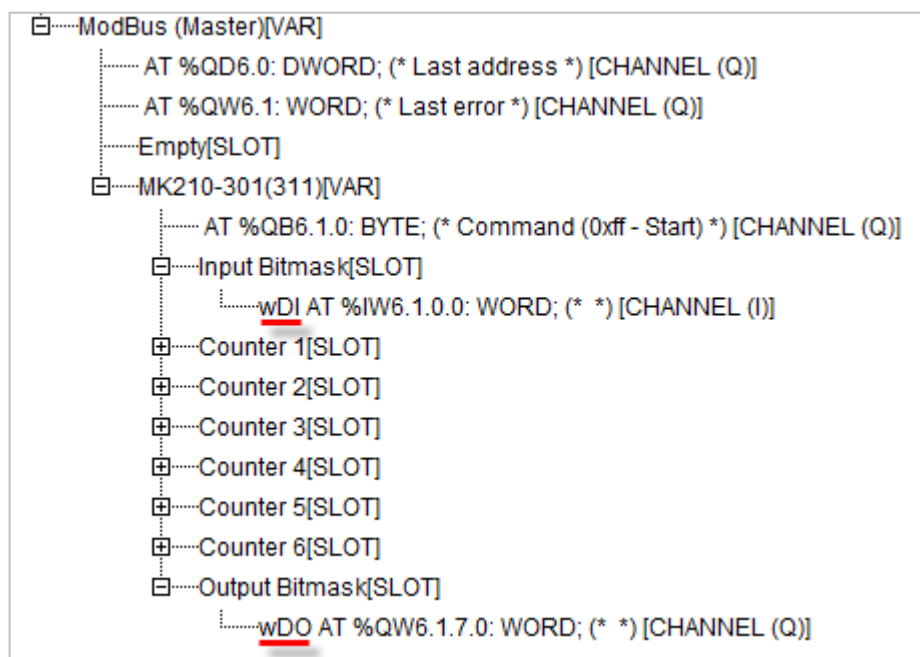 ModBus (Master)[VAR]
AT %QD6.0: DWORD; (* Last address *) [CHANNEL (Q)]
AT %QW6.1: WORD; (* Last error *) [CHANNEL (Q)]
Empty[SLOT]
MK210-301(311)[VAR]
AT %QB6.1.0: BYTE; (* Command (0xff - Start) *) [CHANNEL (Q)]
Input Bitmask[SLOT]
wDI AT %IW6.1.0.0: WORD; (* *) [CHANNEL (I)]
Counter 1[SLOT]
Counter 2[SLOT]
Counter 3[SLOT]
Counter 4[SLOT]
Counter 5[SLOT]
Counter 6[SLOT]
Output Bitmask[SLOT]
wDO AT %QW6.1.7.0: WORD; (* *) [CHANNEL (Q)]